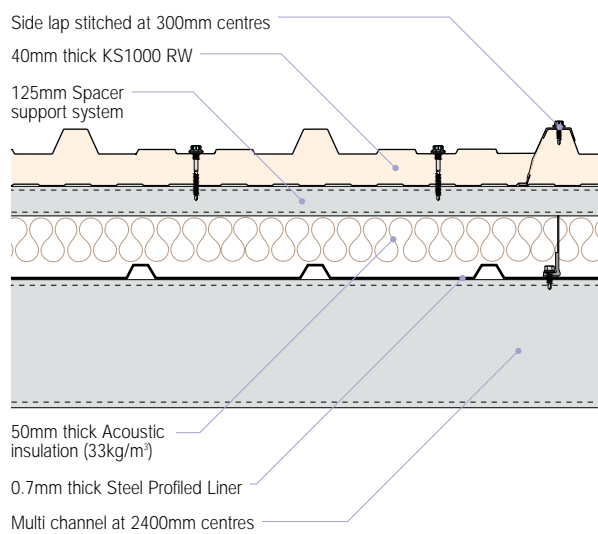 Side lap stitched at 300mm centres
40mm thick KS1000 RW
125mm Spacer
support system
50mm thick Acoustic
insulation (33kg/m³)
0.7mm thick Steel Profiled Liner
Multi channel at 2400mm centres